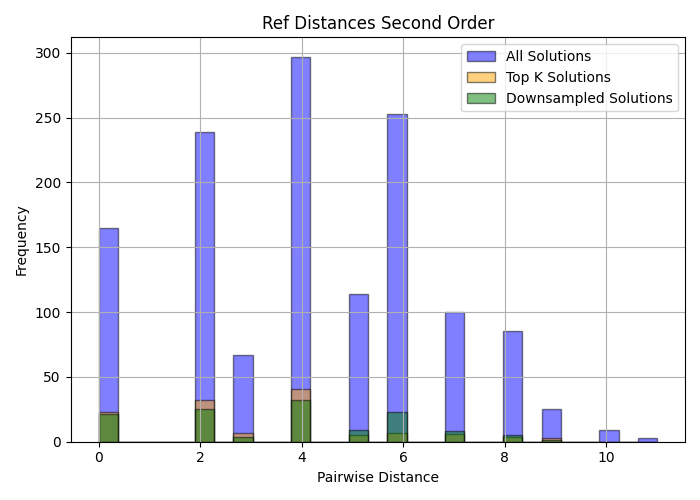 Ref Distances Second Order
All Solutions
Top K Solutions
Downsampled Solutions
300
250
200
150
100
50
0
Frequency
0 2 4 6 8 10
Pairwise Distance